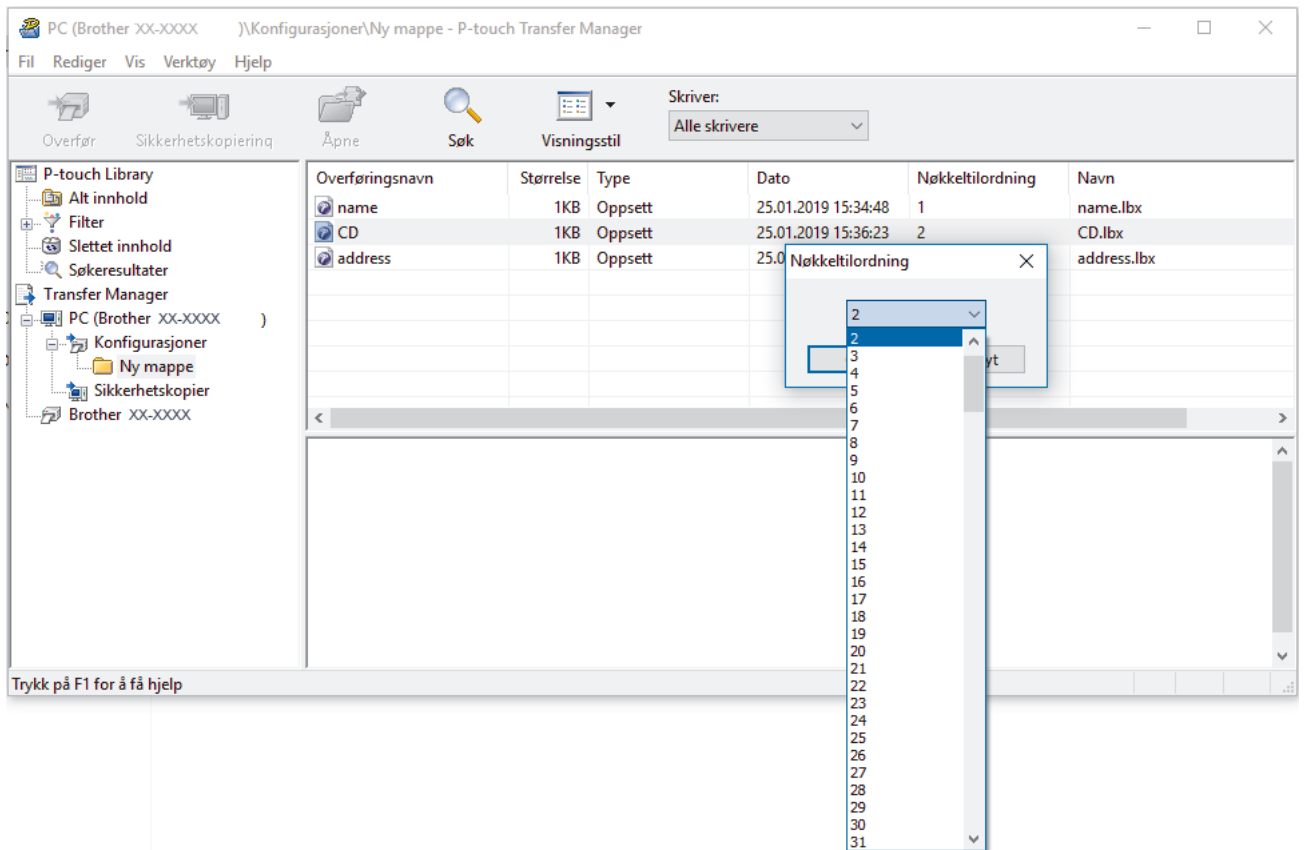 PC (Brother XX-XXXX )\Konfigurasjoner\Ny mappe - P-touch Transfer Manager
Fil Rediger Vis Verktøy Hjelp
Skriver:
Alle skrivere
Overfør Sikkerhetskopiering Åpne Søk Visningsstil
P-touch Library
Alt innhold
Filter
Slettet innhold
Søkeresultater
Transfer Manager
PC (Brother XX-XXXX )
Konfigurasjoner
Ny mappe
Sikkerhetskopier
Brother XX-XXXX
Overføringsnavn Størrelse Type Dato Nøkkeltilordning Navn
name 1KB Oppsett 25.01.2019 15:34:48 1 name.lbx
CD 1KB Oppsett 25.01.2019 15:36:23 2 CD.lbx
address 1KB Oppsett 25.0 address.lbx
Nøkkeltilordning
2
yt
2
3
4
5
6
7
8
9
10
11
12
13
14
15
16
17
18
19
20
21
22
23
24
25
26
27
28
29
30
31
Trykk på F1 for å få hjelp